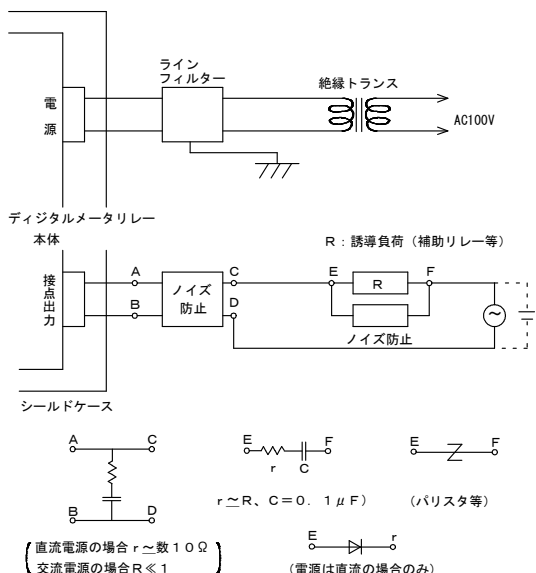 ライン
フィルター
絶縁トランス
電
源
AC100V
ディジタルメータリレー
本体
R:誘導負荷(補助リレー等)
接点出力
A
B
ノイズ
防止
C
D
E
F
R
ノイズ防止
~
シールドケース
A C
B D
E F
r C
r≃R、C=0.1μF)
E F
(バリスタ等)
直流電源の場合r≃数10Ω
交流電源の場合R≪1
E r
(電源は直流の場合のみ)